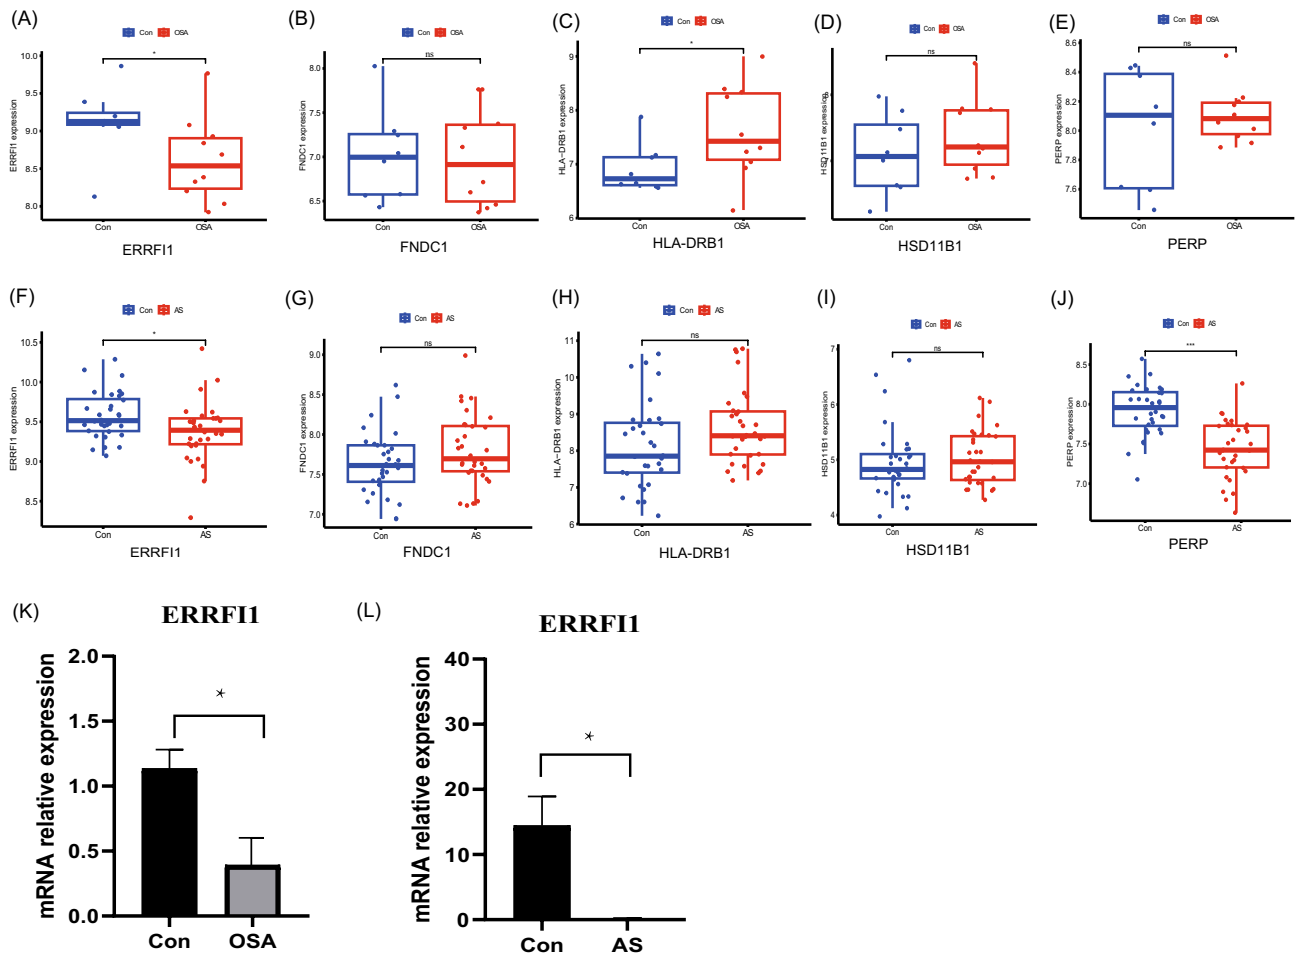 (A)
Con OSA
*
ERRFI1 expression
10.0
9.5
9.0
8.5
8.0
Con OSA
ERRFI1
(B)
Con OSA
ns
FNDC1 expression
8.0
7.5
7.0
6.5
Con OSA
FNDC1
(C)
Con OSA
*
HLA-DRB1 expression
9
8
7
6
Con OSA
HLA-DRB1
(D)
Con OSA
ns
HSD11B1 expression
8
7
6
Con OSA
HSD11B1
(E)
Con OSA
ns
PERP expression
8.6
8.4
8.2
8.0
7.8
7.6
Con OSA
PERP
(F)
Con AS
*
ERRFI1 expression
10.5
10.0
9.5
9.0
8.5
Con AS
ERRFI1
(G)
Con AS
ns
FNDC1 expression
9.0
8.5
8.0
7.5
7.0
Con AS
FNDC1
(H)
Con AS
ns
HLA-DRB1 expression
11
10
9
8
7
6
Con AS
HLA-DRB1
(I)
Con AS
ns
HSD11B1 expression
7
6
5
4
Con AS
HSD11B1
(J)
Con AS
***
PERP expression
8.5
8.0
7.5
7.0
Con AS
PERP
(K)
ERRFI1
*
mRNA relative expression
2.0
1.5
1.0
0.5
0.0
Con OSA
(L)
ERRFI1
*
mRNA relative expression
40
30
20
10
0
Con AS